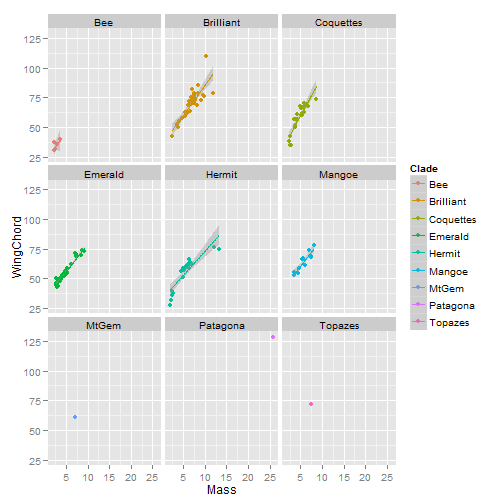 Bee Brilliant Coquettes
125
100
75
50
25
Emerald Hermit Mangoe
125
100
75
50
25
MtGem Patagona Topazes
125
100
75
50
25
5 10 15 20 25 5 10 15 20 25 5 10 15 20 25
Mass
WingChord
Clade
Bee
Brilliant
Coquettes
Emerald
Hermit
Mangoe
MtGem
Patagona
Topazes